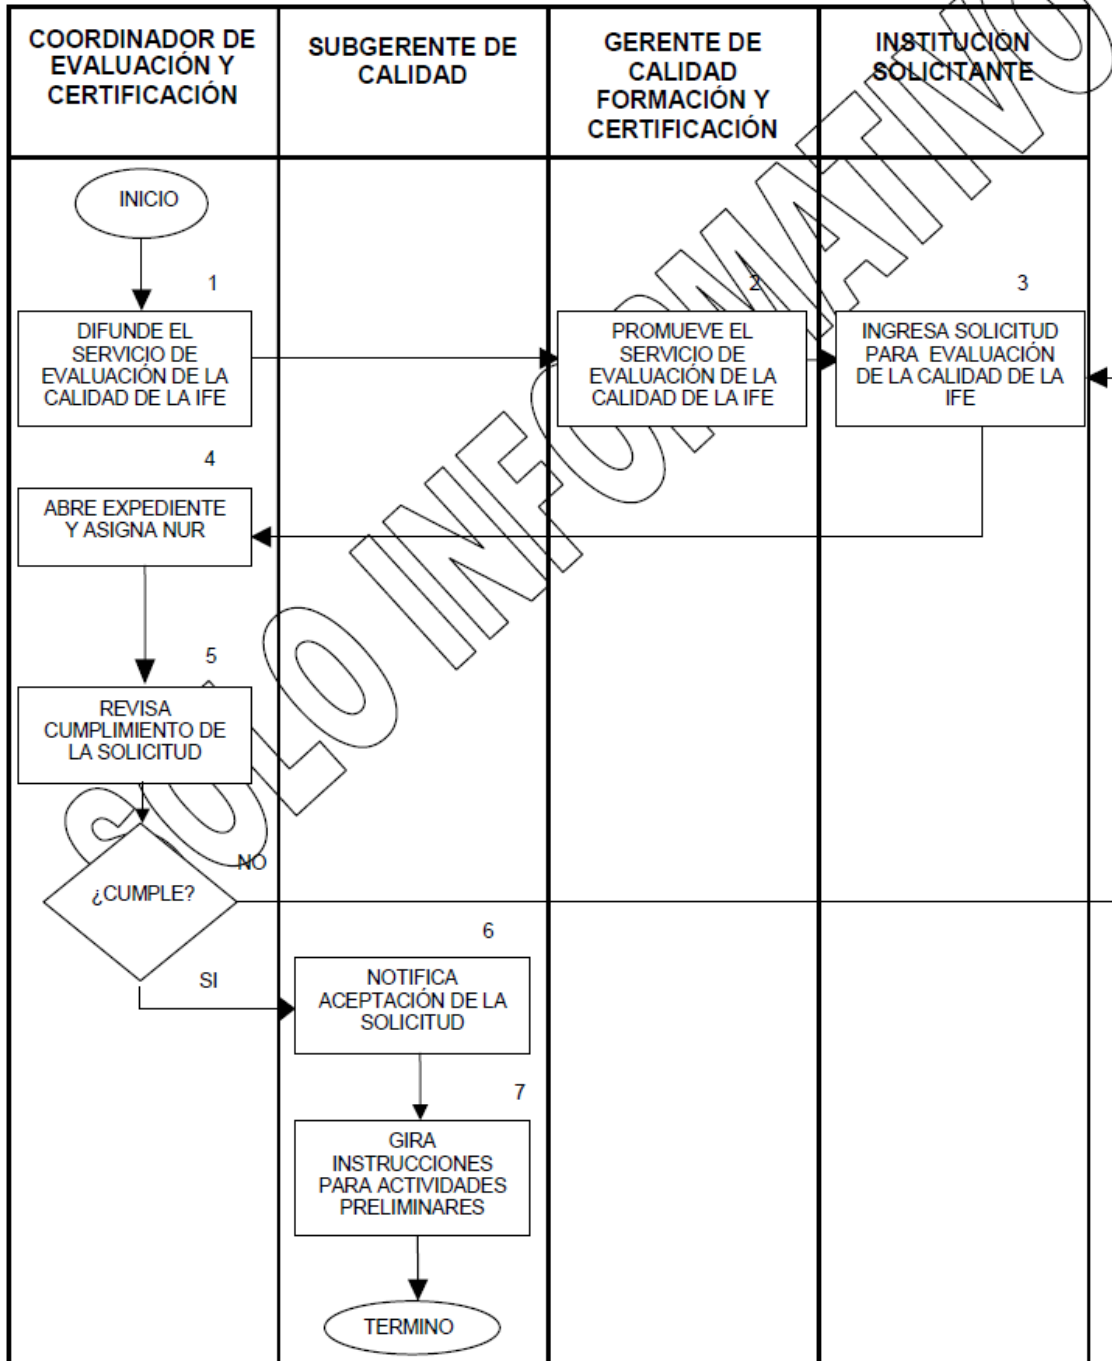 COORDINADOR DE
EVALUACIÓN Y
CERTIFICACIÓN
SUBGERENTE DE
CALIDAD
GERENTE DE
CALIDAD
FORMACIÓN Y
CERTIFICACIÓN
INSTITUCIÓN
SOLICITANTE
INICIO
1
DIFUNDE EL
SERVICIO DE
EVALUACIÓN DE LA
CALIDAD DE LA IFE
2
PROMUEVE EL
SERVICIO DE
EVALUACIÓN DE LA
CALIDAD DE LA IFE
3
INGRESA SOLICITUD
PARA EVALUACIÓN
DE LA CALIDAD DE LA
IFE
4
ABRE EXPEDIENTE
Y ASIGNA NUR
5
REVISA
CUMPLIMIENTO DE
LA SOLICITUD
¿CUMPLE?
NO
SI
6
NOTIFICA
ACEPTACIÓN DE LA
SOLICITUD
7
GIRA
INSTRUCCIONES
PARA ACTIVIDADES
PRELIMINARES
TERMINO
SOLO INFORMATIVO